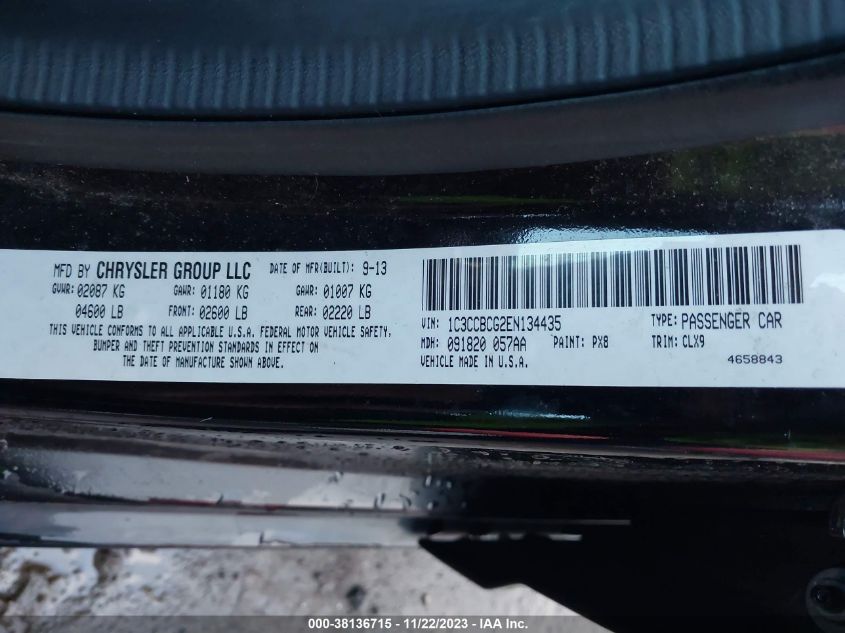 MFD BY CHRYSLER GROUP LLC DATE OF MFR(BUILT): 9-13
GVWR: 02087 KG GAWR: 01180 KG GAWR: 01007 KG
04600 LB FRONT: 02600 LB REAR: 02220 LB
THIS VEHICLE CONFORMS TO ALL APPLICABLE U.S.A. FEDERAL MOTOR VEHICLE SAFETY,
BUMPER AND THEFT PREVENTION STANDARDS IN EFFECT ON
THE DATE OF MANUFACTURE SHOWN ABOVE.
VIN: 1C3CCBCG2EN134435 TYPE: PASSENGER CAR
MDH: 091820 057AA PAINT: PX8 TRIM: CLX9
VEHICLE MADE IN U.S.A. 4658843
000-38136715 - 11/22/2023 - IAA Inc.